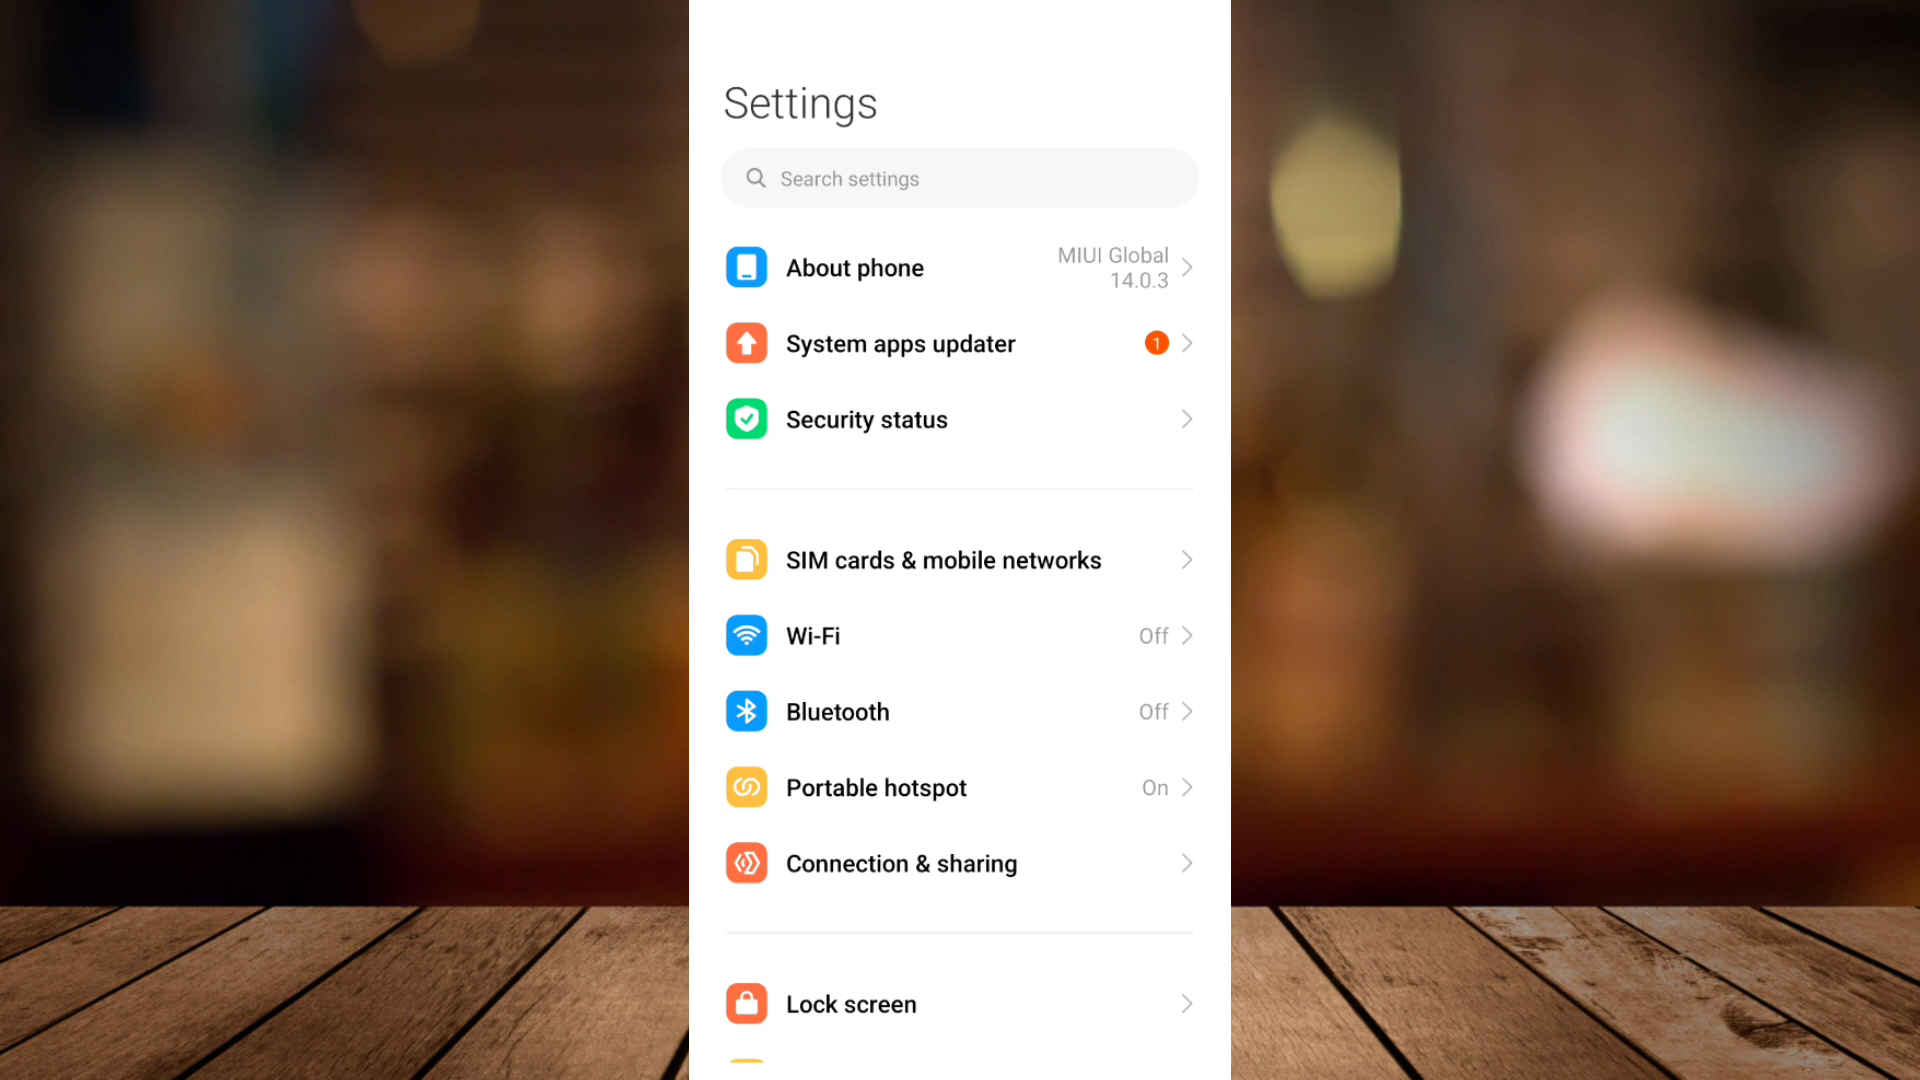 Settings
Search settings
About phone
MIUI Global
14.0.3
System apps updater
1
Security status
SIM cards & mobile networks
Wi-Fi
Off
Bluetooth
Off
Portable hotspot
On
Connection & sharing
Lock screen